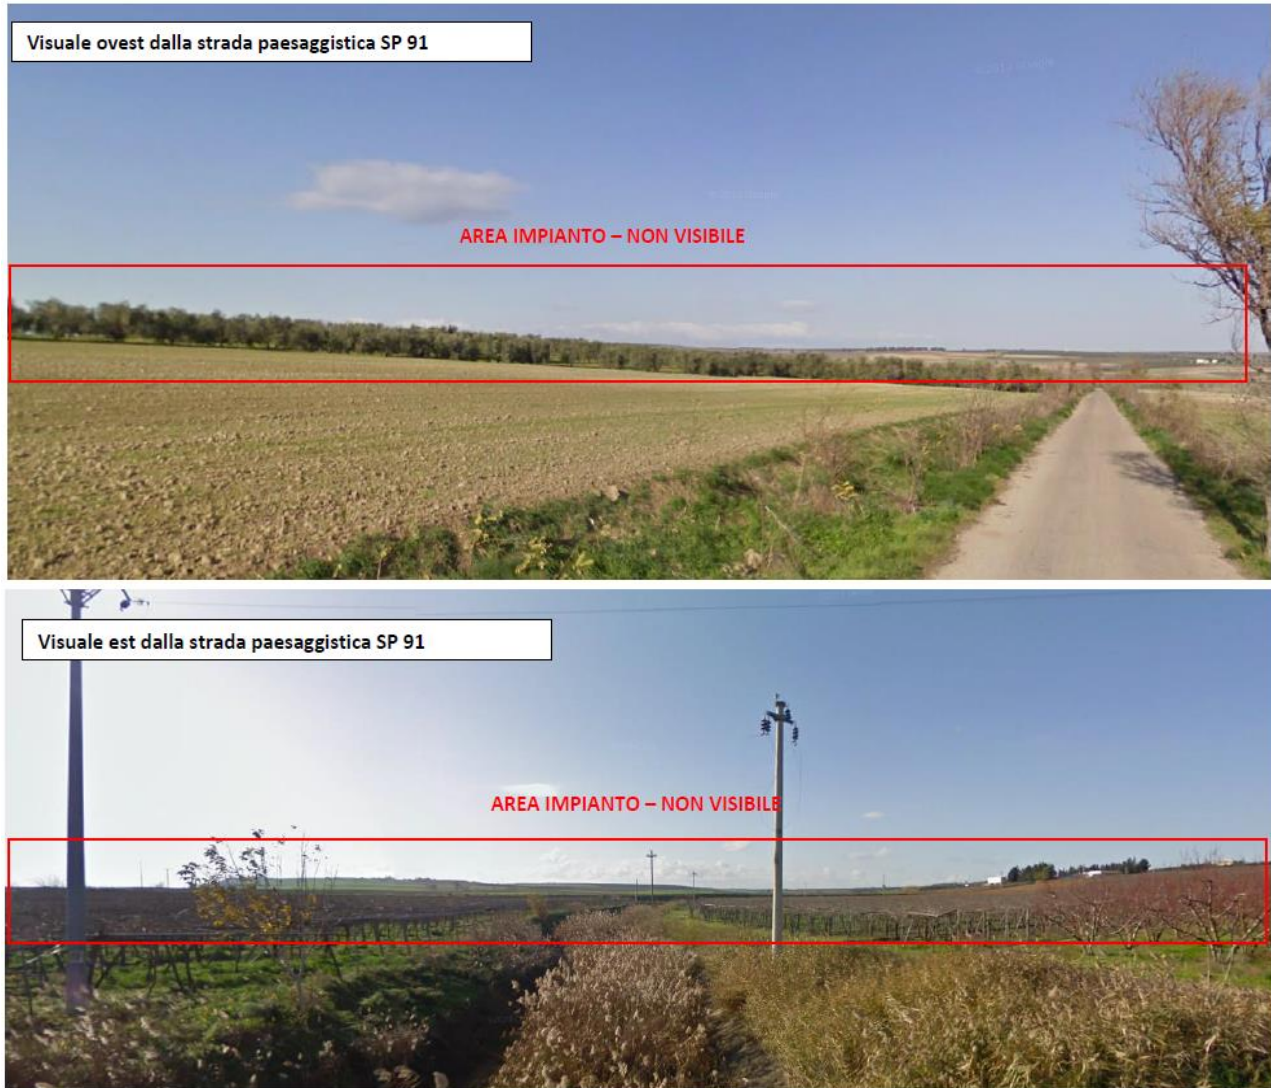 Visuale ovest dalla strada paesaggistica SP 91
AREA IMPIANTO – NON VISIBILE
Visuale est dalla strada paesaggistica SP 91
AREA IMPIANTO – NON VISIBILE